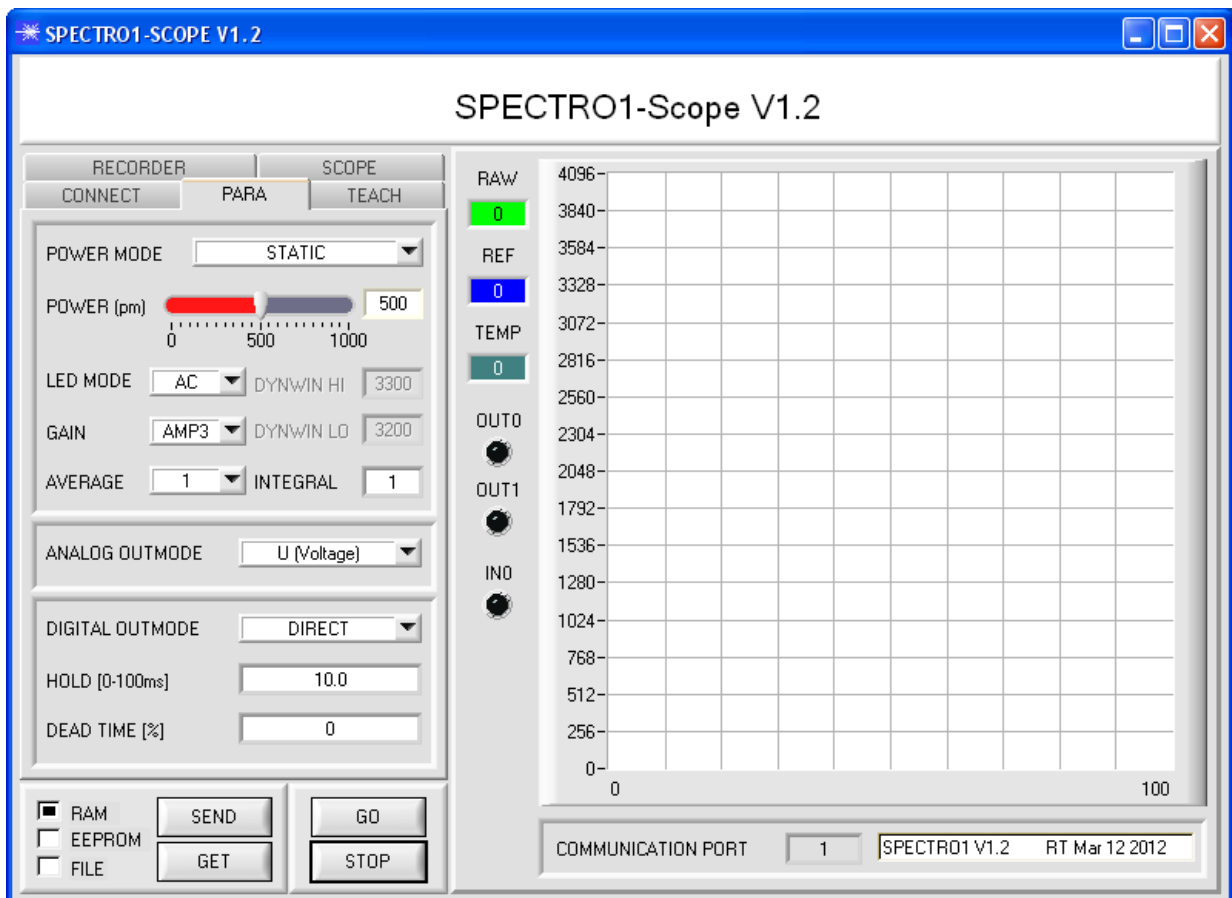 SPECTRO1-SCOPE V1.2
SPECTRO1-Scope V1.2
RECORDER SCOPE
CONNECT PARA TEACH
POWER MODE STATIC
POWER (pm) 500
0 500 1000
LED MODE AC DYNWIN HI 3300
GAIN AMP3 DYNWIN LO 3200
AVERAGE 1 INTEGRAL 1
ANALOG OUTMODE U (Voltage)
DIGITAL OUTMODE DIRECT
HOLD [0-100ms] 10.0
DEAD TIME [%] 0
RAM
EEPROM
FILE
SEND
GET
GO
STOP
RAW
0
REF
0
TEMP
0
OUT0
OUT1
IN0
4096
3840
3584
3328
3072
2816
2560
2304
2048
1792
1536
1280
1024
768
512
256
0
0 100
COMMUNICATION PORT 1 SPECTRO1 V1.2 RT Mar 12 2012